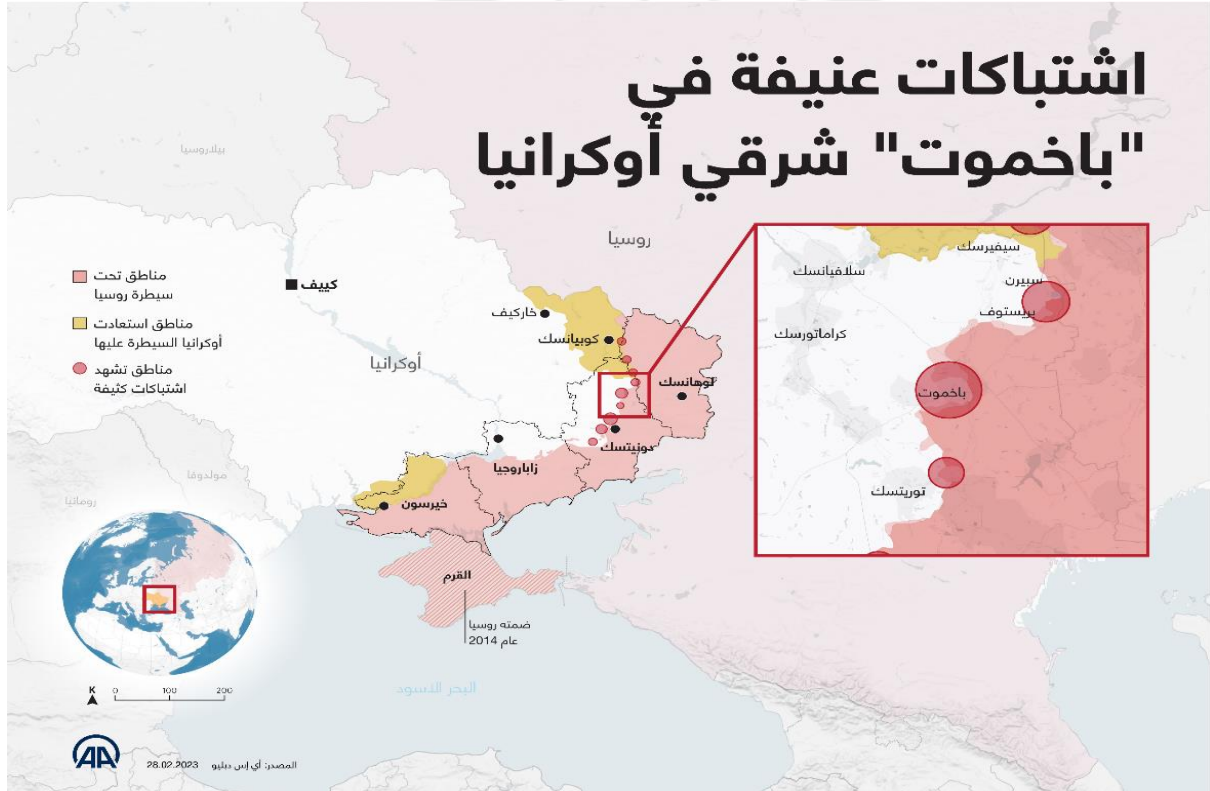 اشتباكات عنيفة في
"باخموت" شرقي أوكرانيا
بيلاروسيا
روسيا
مناطق تحت
سيطرة روسيا
مناطق استعادت
أوكرانيا السيطرة عليها
مناطق تشهد
اشتباكات كثيفة
كييف
خاركيف
كوبيانسك
أوكرانيا
لوهانسك
دونيتسك
زاباروجيا
خيرسون
مولدوفا
رومانيا
القرم
ضمته روسيا
عام 2014
البحر الاسود
سيفيرسك
سلافيانسك
سبيرن
بريستوف
كراماتورسك
باخموت
توريتسك
K
0 100 200
AA
المصدر: أي إس دبليو 28.02.2023